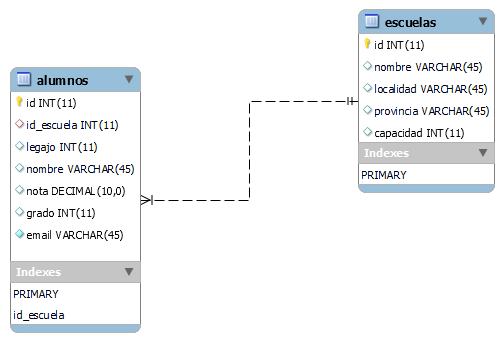 escuelas
id INT(11)
nombre VARCHAR(45)
localidad VARCHAR(45)
provincia VARCHAR(45)
capacidad INT(11)
Indexes
PRIMARY
alumnos
id INT(11)
id_escuela INT(11)
legajo INT(11)
nombre VARCHAR(45)
nota DECIMAL(10,0)
grado INT(11)
email VARCHAR(45)
Indexes
PRIMARY
id_escuela